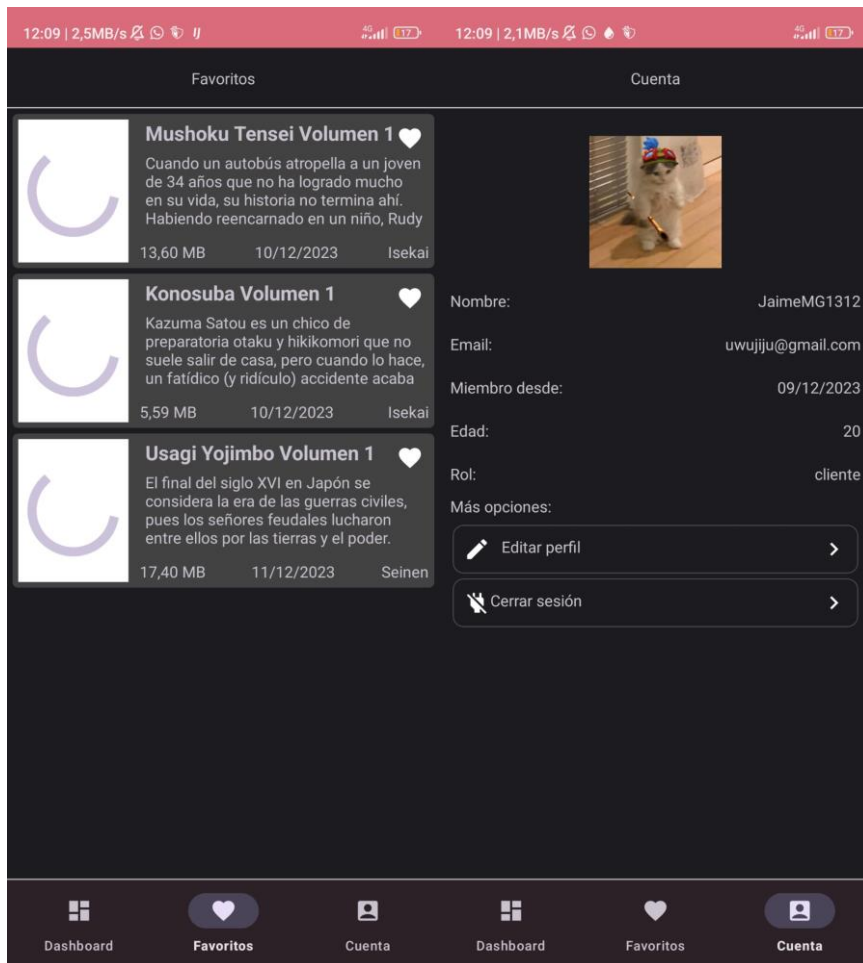 12:09 | 2,5MB/s
4G
17
Favoritos
Mushoku Tensei Volumen 1
Cuando un autobús atropella a un joven
de 34 años que no ha logrado mucho
en su vida, su historia no termina ahí.
Habiendo reencarnado en un niño, Rudy
13,60 MB 10/12/2023 Isekai
Konosuba Volumen 1
Kazuma Satou es un chico de
preparatoria otaku y hikikomori que no
suele salir de casa, pero cuando lo hace,
un fatídico (y ridículo) accidente acaba
5,59 MB 10/12/2023 Isekai
Usagi Yojimbo Volumen 1
El final del siglo XVI en Japón se
considera la era de las guerras civiles,
pues los señores feudales lucharon
entre ellos por las tierras y el poder.
17,40 MB 11/12/2023 Seinen
Dashboard Favoritos Cuenta
12:09 | 2,1MB/s
4G
17
Cuenta
Nombre: JaimeMG1312
Email: uwujiju@gmail.com
Miembro desde: 09/12/2023
Edad: 20
Rol: cliente
Más opciones:
Editar perfil
Cerrar sesión
Dashboard Favoritos Cuenta